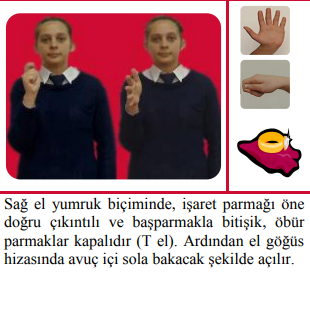 Sağ el yumruk biçiminde, işaret parmağı öne
doğru çıkıntılı ve başparmakla bitişik, öbür
parmaklar kapalıdır (T el). Ardından el göğüs
hizasında avuç içi sola bakacak şekilde açılır.